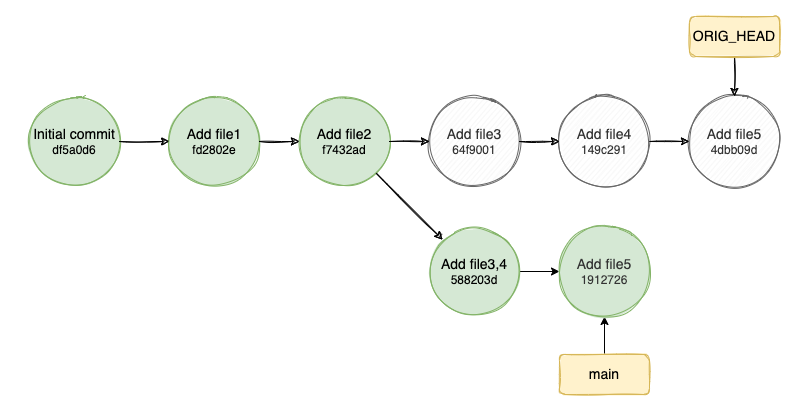 ORIG_HEAD
Initial commit
df5a0d6
Add file1
fd2802e
Add file2
f7432ad
Add file3
64f9001
Add file4
149c291
Add file5
4dbb09d
Add file3,4
588203d
Add file5
1912726
main